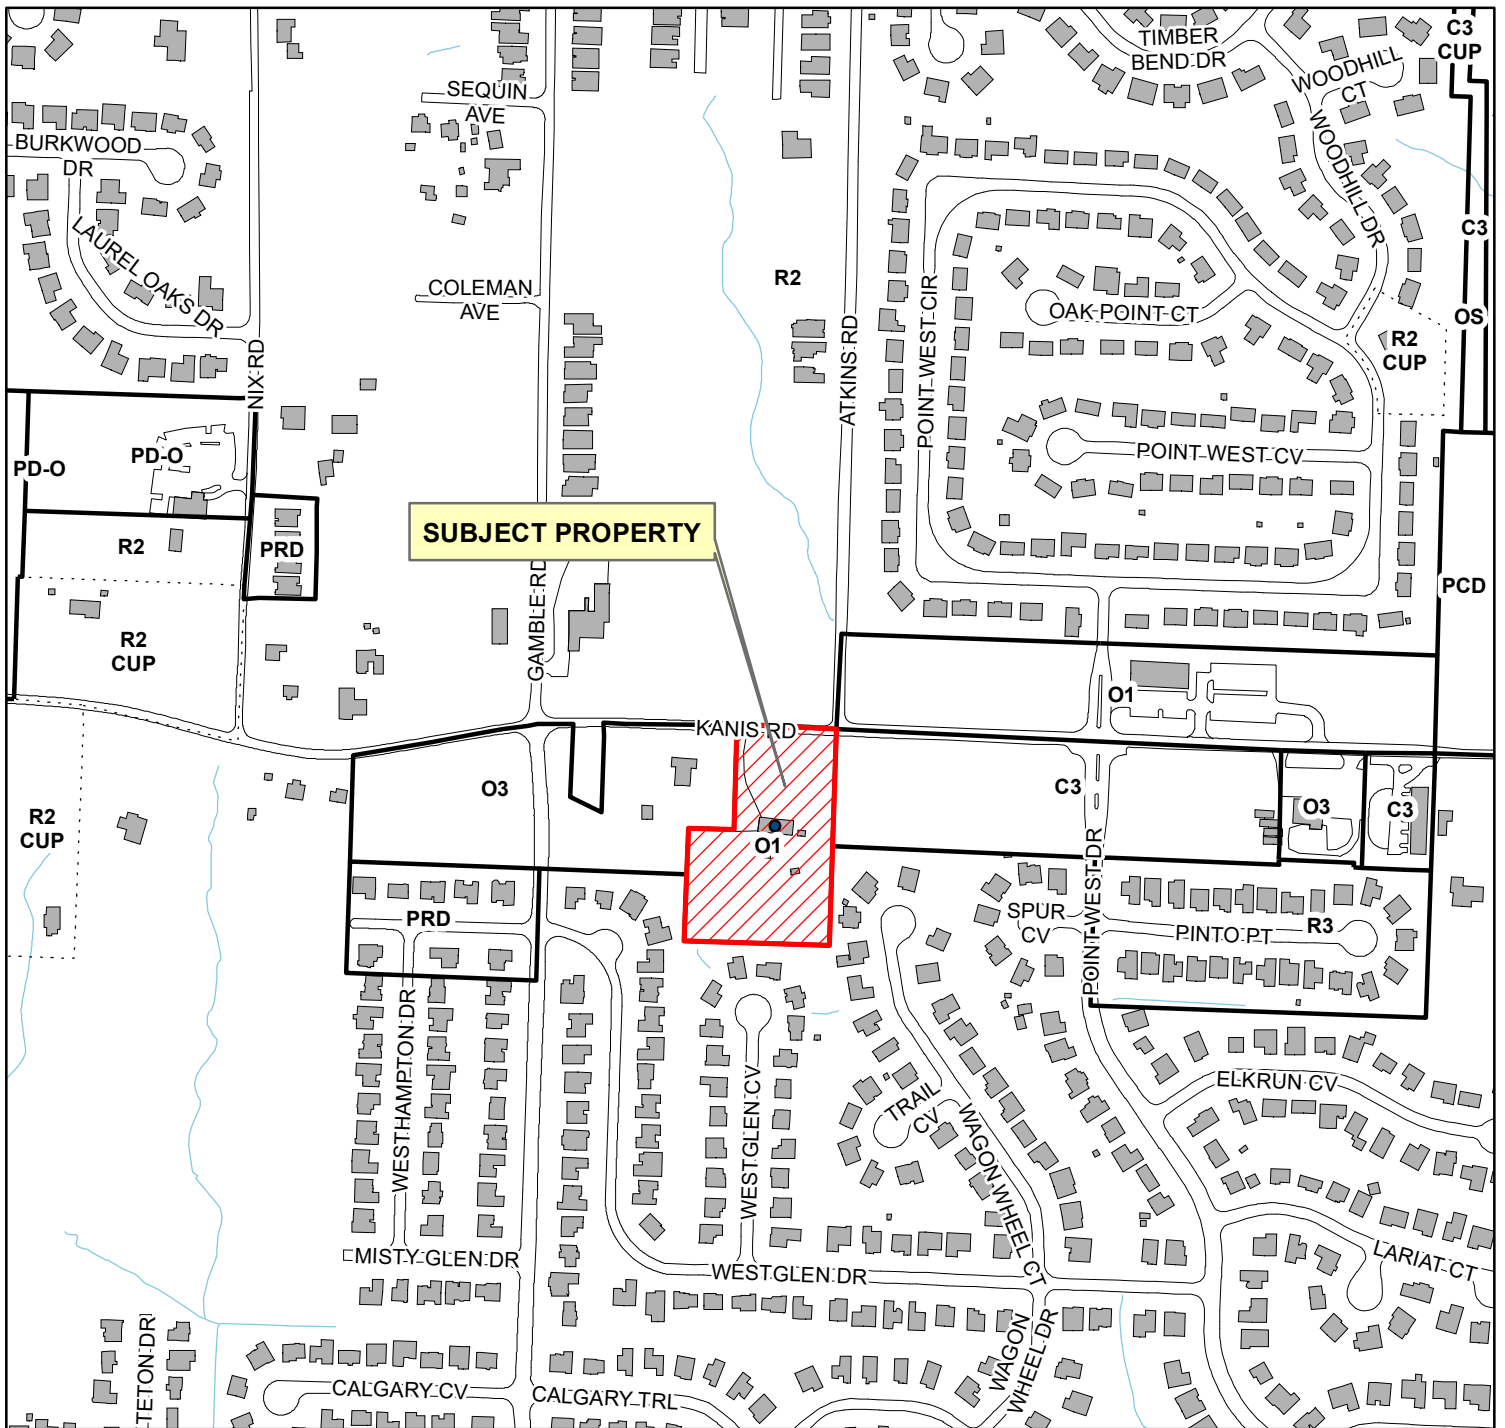 C3
CUP
TIMBER
BEND DR
WOODHILL
CT
SEQUIN
AVE
BURKWOOD
DR
WOODHILL DR
LAUREL OAKS DR
C3
R2
COLEMAN
AVE
POINT WEST CIR
OAK POINT CT
OS
R2
CUP
NIX RD
ATKINS RD
POINT WEST CV
PD-O
PD-O
SUBJECT PROPERTY
R2
PRD
PCD
GAMBLE RD
R2
CUP
O1
KANIS RD
O3
C3
O3
C3
R2
CUP
O1
POINT WEST DR
PRD
SPUR
CV
PINTO PT
R3
WESTHAMPTON DR
WESTGLEN CV
TRAIL
CV
WAGON WHEEL CT
ELKRUN CV
MISTY GLEN DR
WESTGLEN DR
LARIAT CT
TETON DR
CALGARY CV
CALGARY TRL
WAGON
WHEEL DR